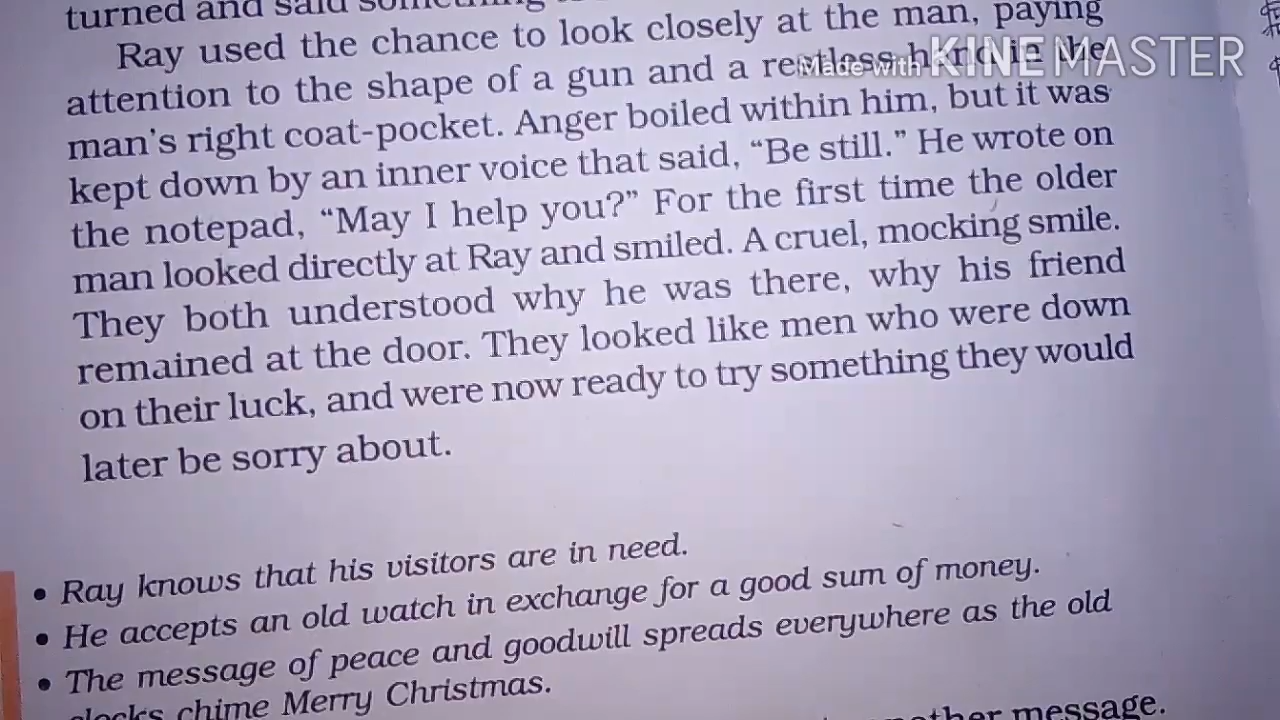 turned and said something
Ray used the chance to look closely at the man, paying
attention to the shape of a gun and a restless hand in the
Made with KINEMASTER
man's right coat-pocket. Anger boiled within him, but it was
kept down by an inner voice that said, “Be still.” He wrote on
the notepad, “May I help you?” For the first time the older
man looked directly at Ray and smiled. A cruel, mocking smile.
They both understood why he was there, why his friend
remained at the door. They looked like men who were down
on their luck, and were now ready to try something they would
later be sorry about.
• Ray knows that his visitors are in need.
• He accepts an old watch in exchange for a good sum of money.
• The message of peace and goodwill spreads everywhere as the old
clocks chime Merry Christmas.
message.